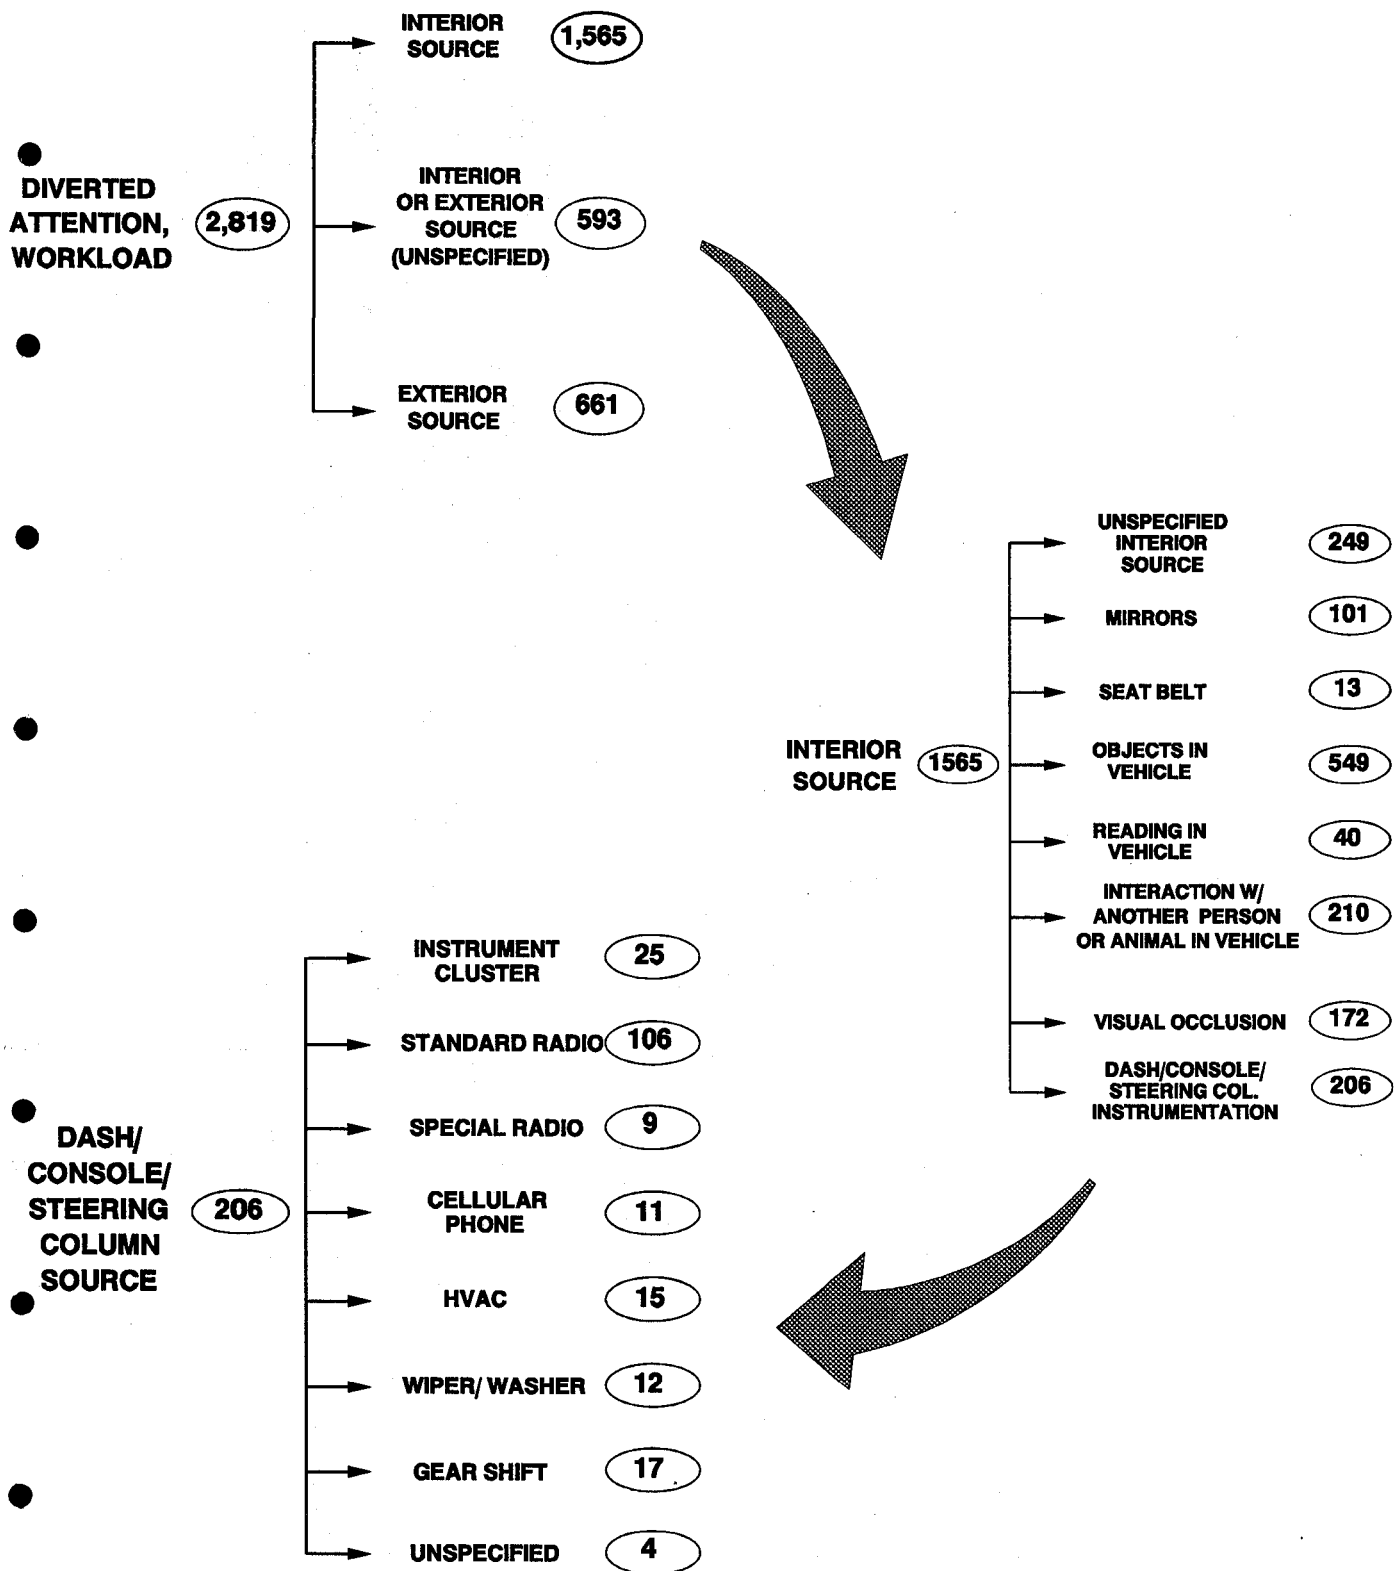 DIVERTED
ATTENTION,
WORKLOAD
2,819
INTERIOR
SOURCE
1,565
INTERIOR
OR EXTERIOR
SOURCE
(UNSPECIFIED)
593
EXTERIOR
SOURCE
661
INTERIOR
SOURCE
1565
UNSPECIFIED
INTERIOR
SOURCE
249
MIRRORS
101
SEAT BELT
13
OBJECTS IN
VEHICLE
549
READING IN
VEHICLE
40
INTERACTION W/
ANOTHER PERSON
OR ANIMAL IN VEHICLE
210
VISUAL OCCLUSION
172
DASH/CONSOLE/
STEERING COL.
INSTRUMENTATION
206
DASH/
CONSOLE/
STEERING
COLUMN
SOURCE
206
INSTRUMENT
CLUSTER
25
STANDARD RADIO
106
SPECIAL RADIO
9
CELLULAR
PHONE
11
HVAC
15
WIPER/ WASHER
12
GEAR SHIFT
17
UNSPECIFIED
4